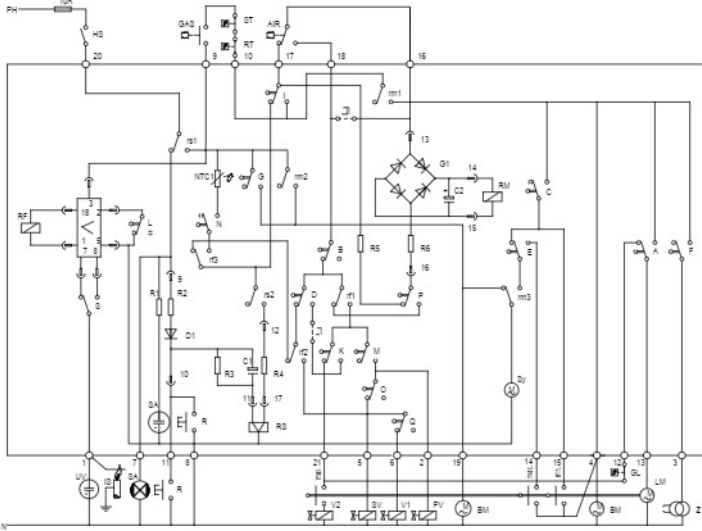 10A
PH
HS
GAS
ST
RT
AIR
20
9
10
17
18
16
I
rm1
rs1
13
G1
14
NTC1
G
rm2
C2
RM
C
15
3
18
2
1
6
7
8
RF
L
N
B
R5
R6
E
A
F
rf3
9
16
S
R1
R2
rs2
D
rf1
P
rm3
12
D1
rf2
K
M
R3
C1
R4
Sy
10
11
17
O
SA
R
RS
Q
1
7
11
8
21
5
6
2
19
14
15
4
12
13
3
GL
UV
IS
SA
R
LM
V2
SV
V1
PV
BM
BM
Z
N